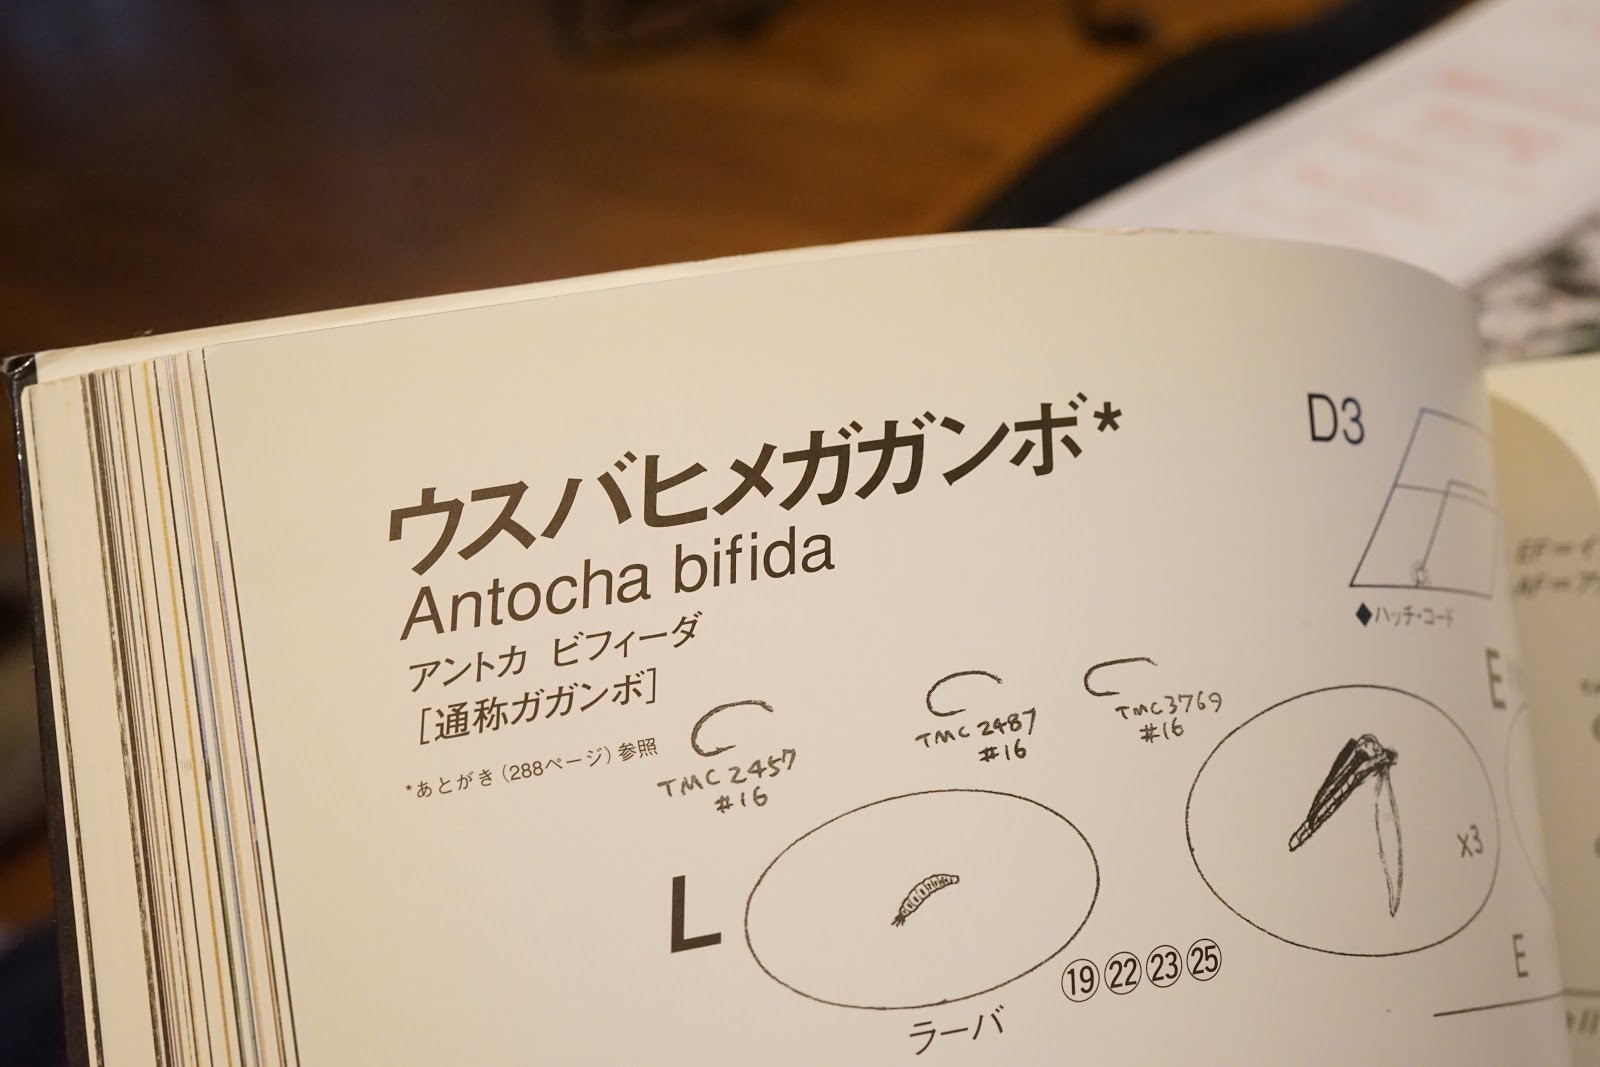 ウスバヒメガガンボ*
Antocha bifida
アントカ ビフィーダ
[通称ガガンボ]
*あとがき(288ページ)参照
D3
◆ハッチ・コード
TMC2457
#16
TMC2487
#16
TMC3769
#16
L
ラーバ
⑲㉒㉓㉕
x3
E
E